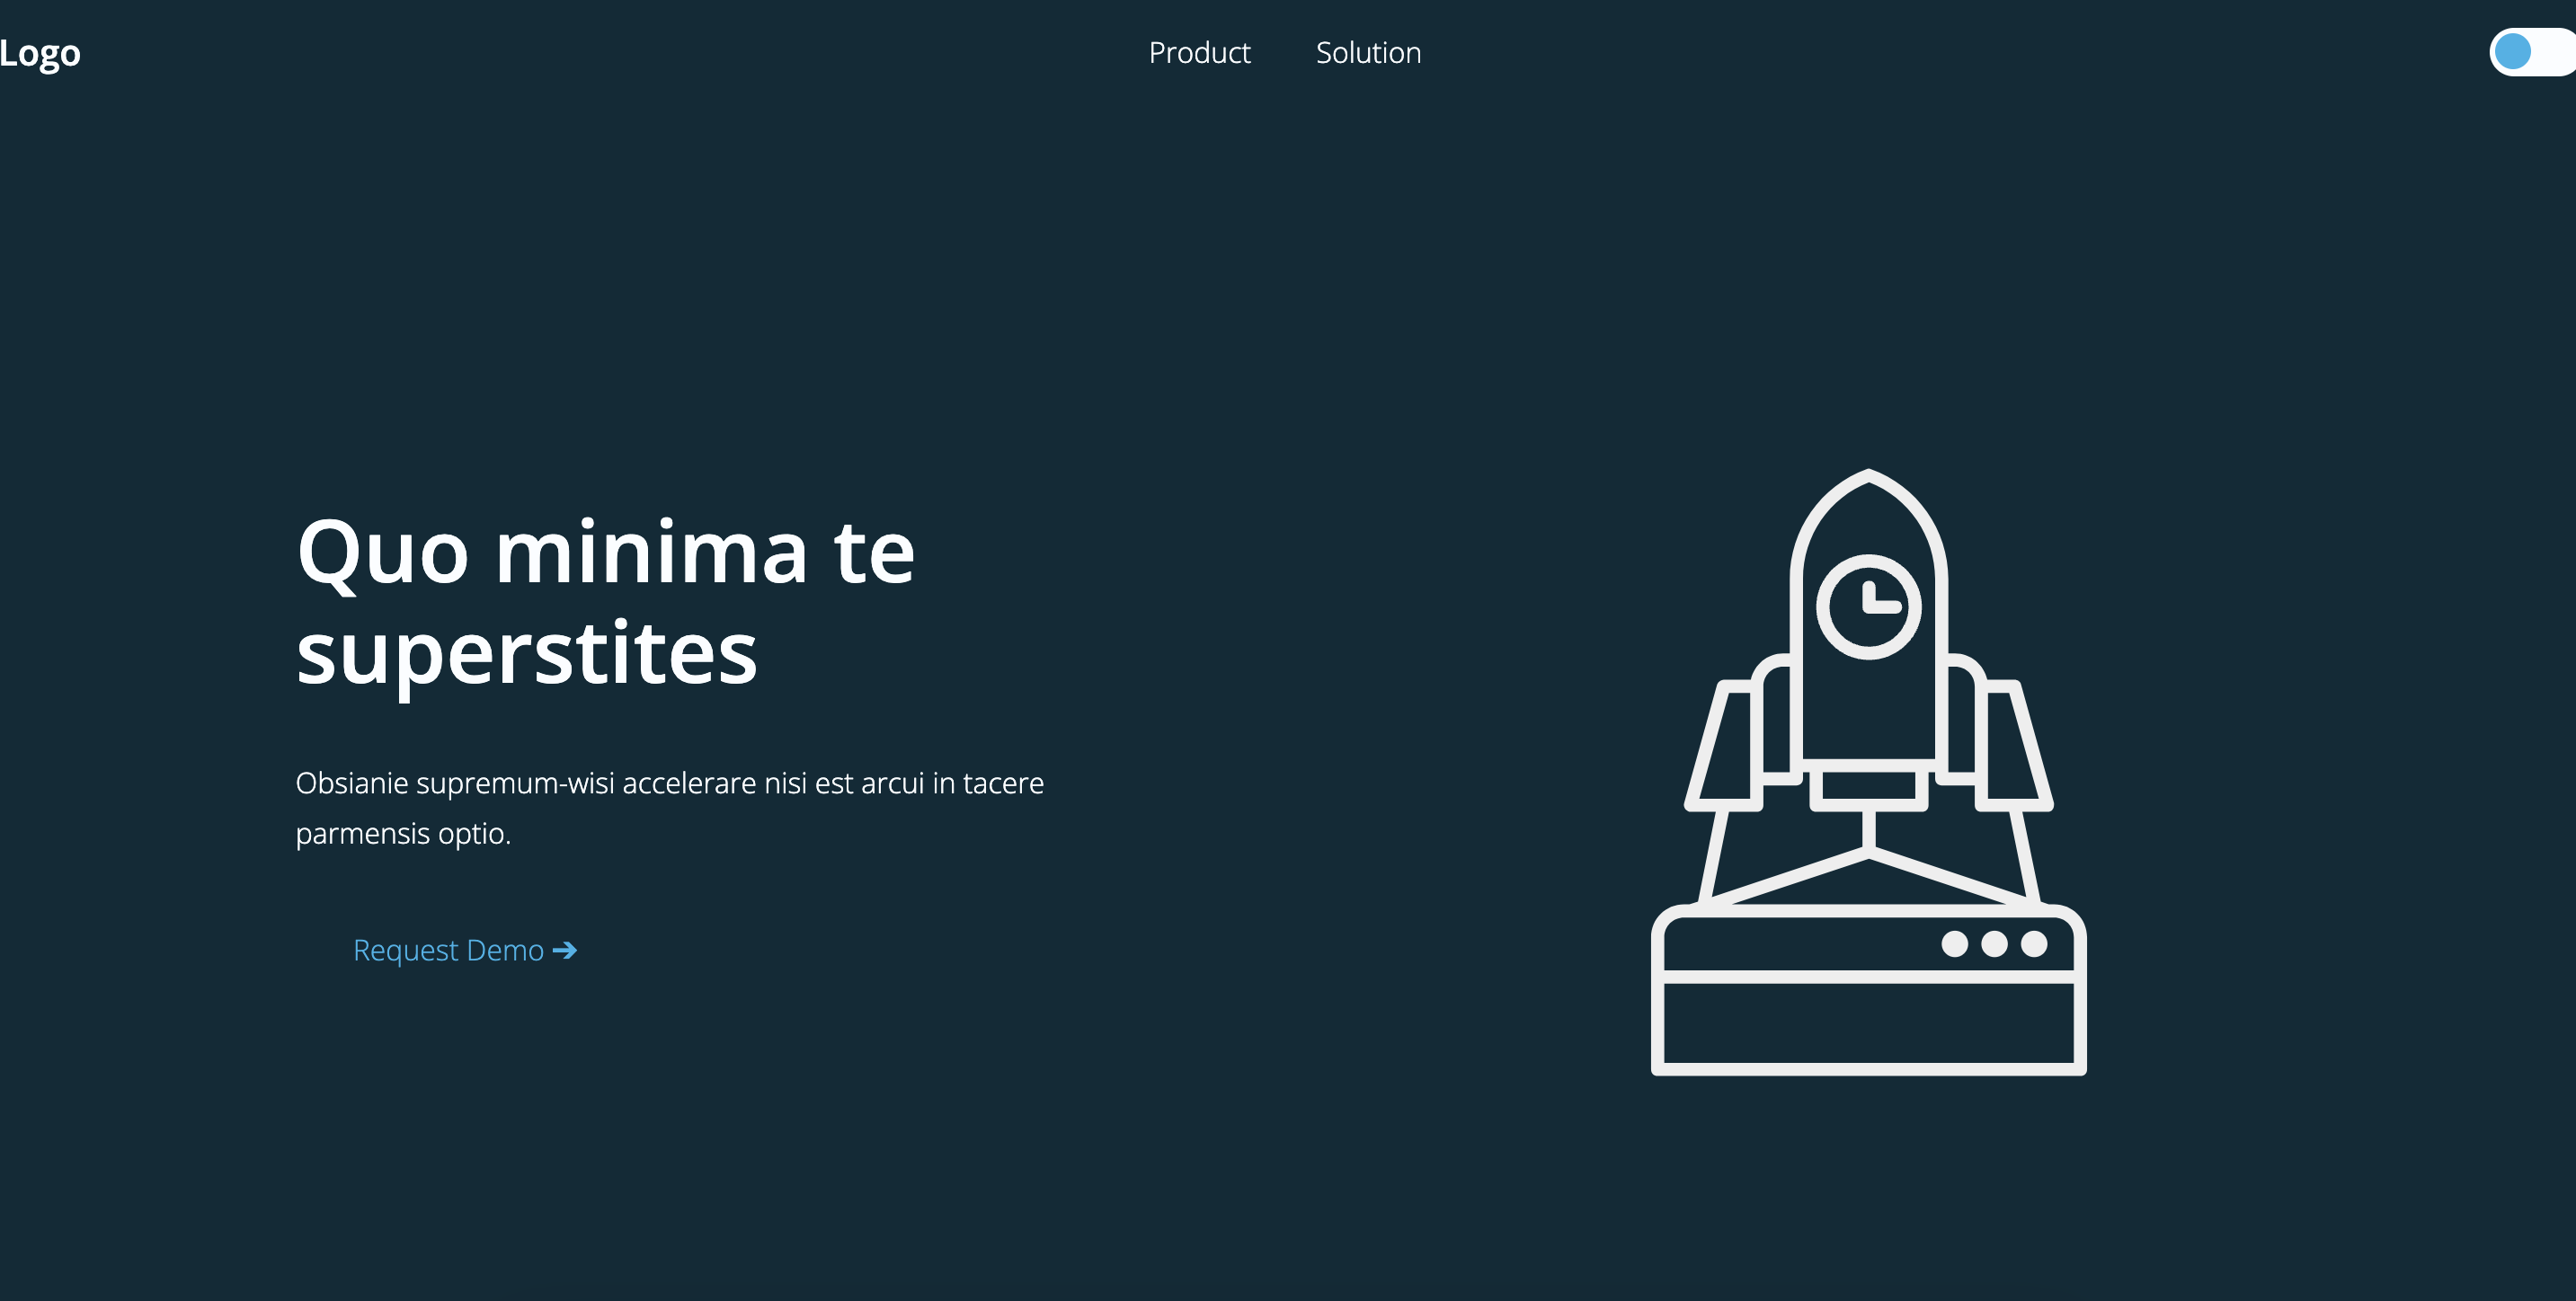 Logo
Product
Solution
Quo minima te
superstites
Obsianie supremum-wisi accelerare nisi est arcui in tacere
parmensis optio.
Request Demo ➔